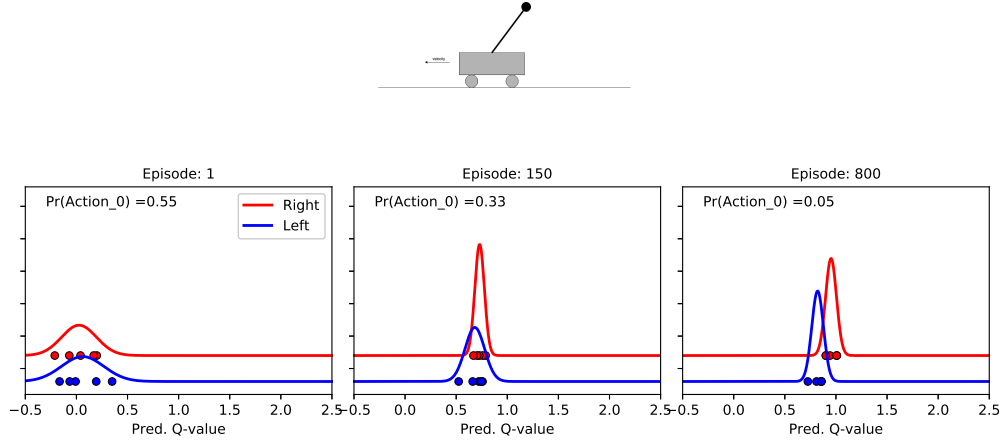 velocity
Episode: 1
Episode: 150
Episode: 800
Pr(Action_0) =0.55
Right
Left
Pr(Action_0) =0.33
Pr(Action_0) =0.05
−0.5 0.0 0.5 1.0 1.5 2.0 2.5
−0.5 0.0 0.5 1.0 1.5 2.0 2.5
−0.5 0.0 0.5 1.0 1.5 2.0 2.5
Pred. Q-value
Pred. Q-value
Pred. Q-value